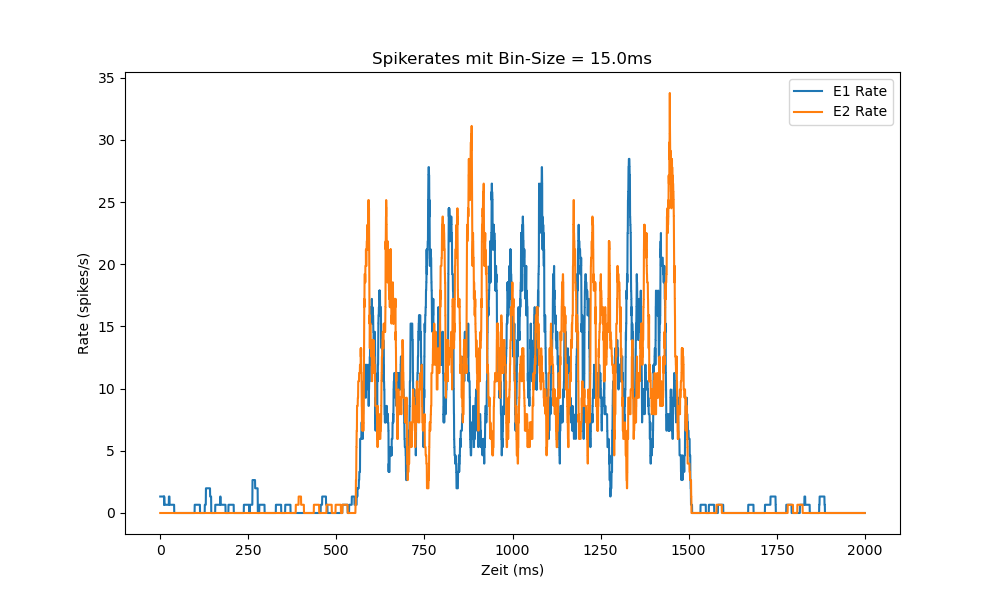 Spikerates mit Bin-Size = 15.0ms
E1 Rate
E2 Rate
35
30
25
20
15
10
5
0
Rate (spikes/s)
0 250 500 750 1000 1250 1500 1750 2000
Zeit (ms)